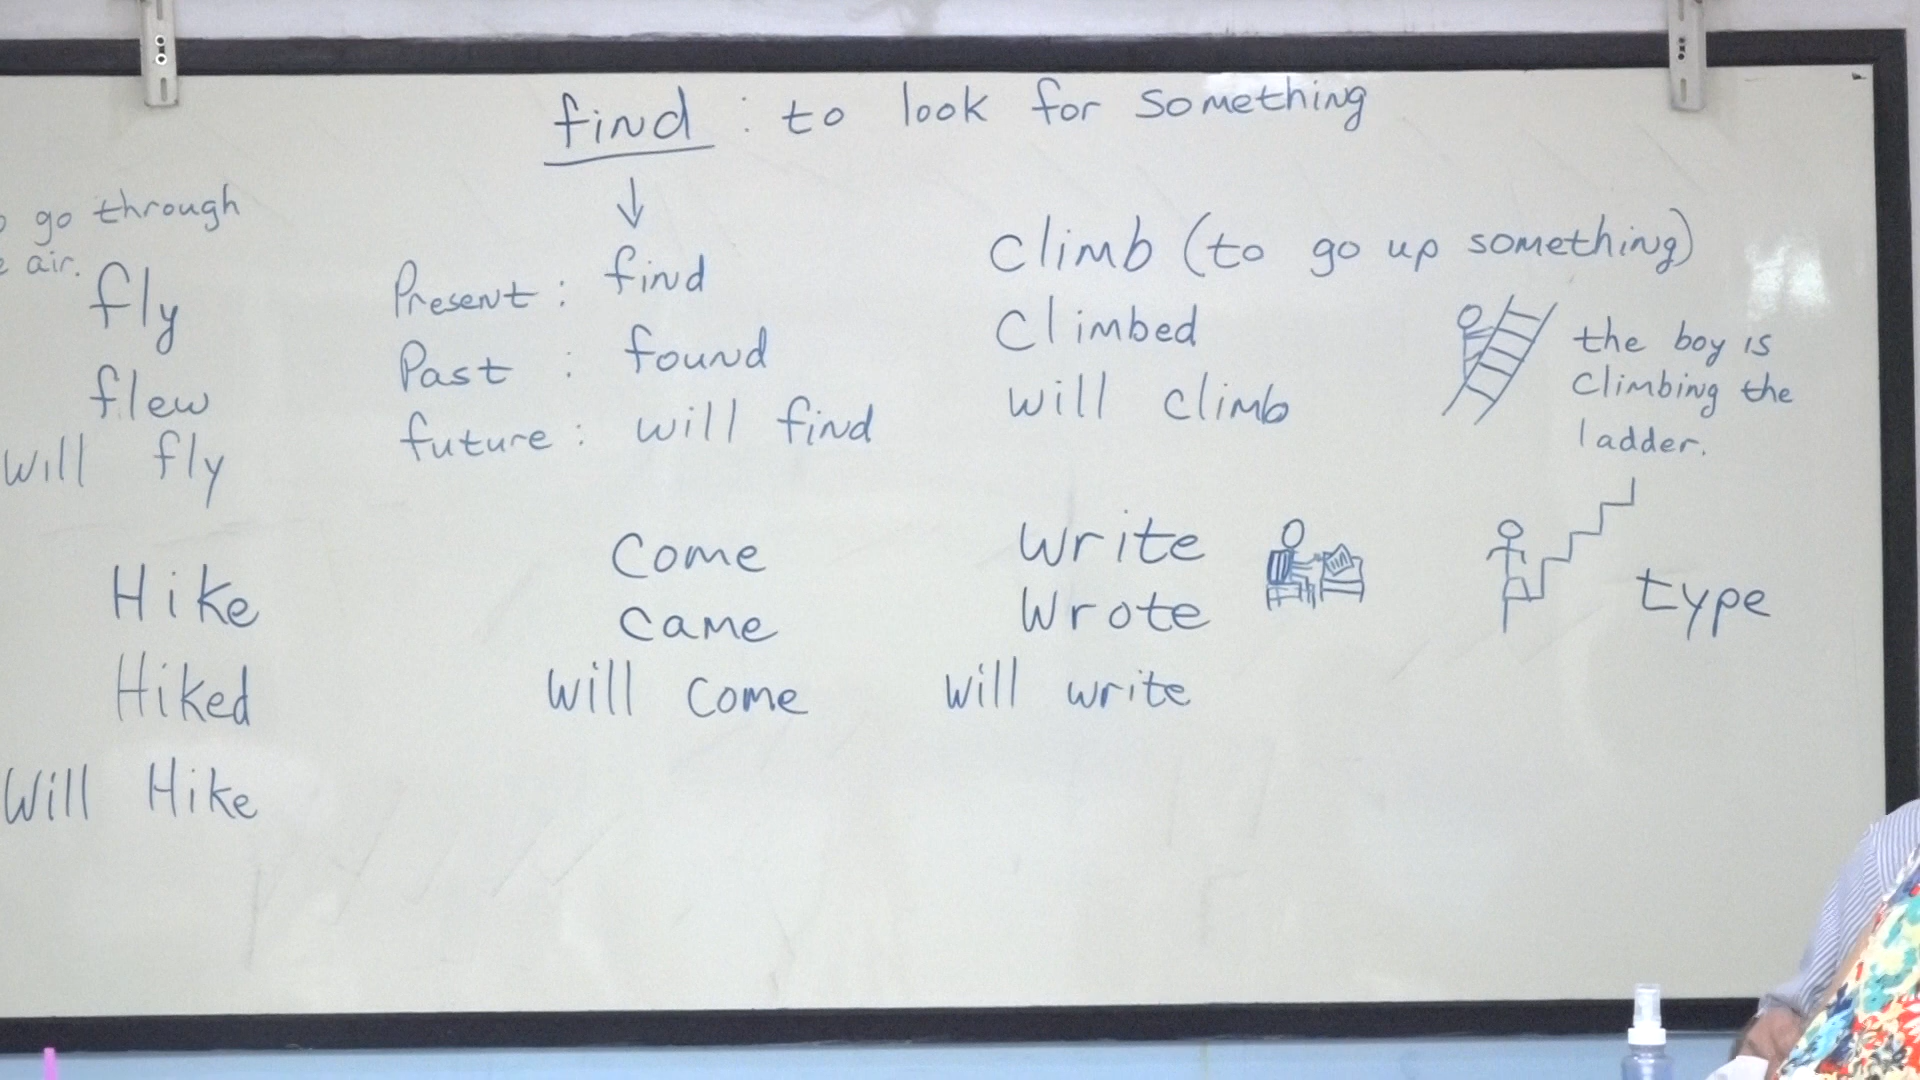 find : to look for something
go through
air.
fly
flew
will fly
Present : find
Past : found
future : will find
climb (to go up something)
Climbed
will climb
the boy is
climbing the
ladder.
Hike
Hiked
Will Hike
Come
Came
Will Come
Write
Wrote
Will write
type